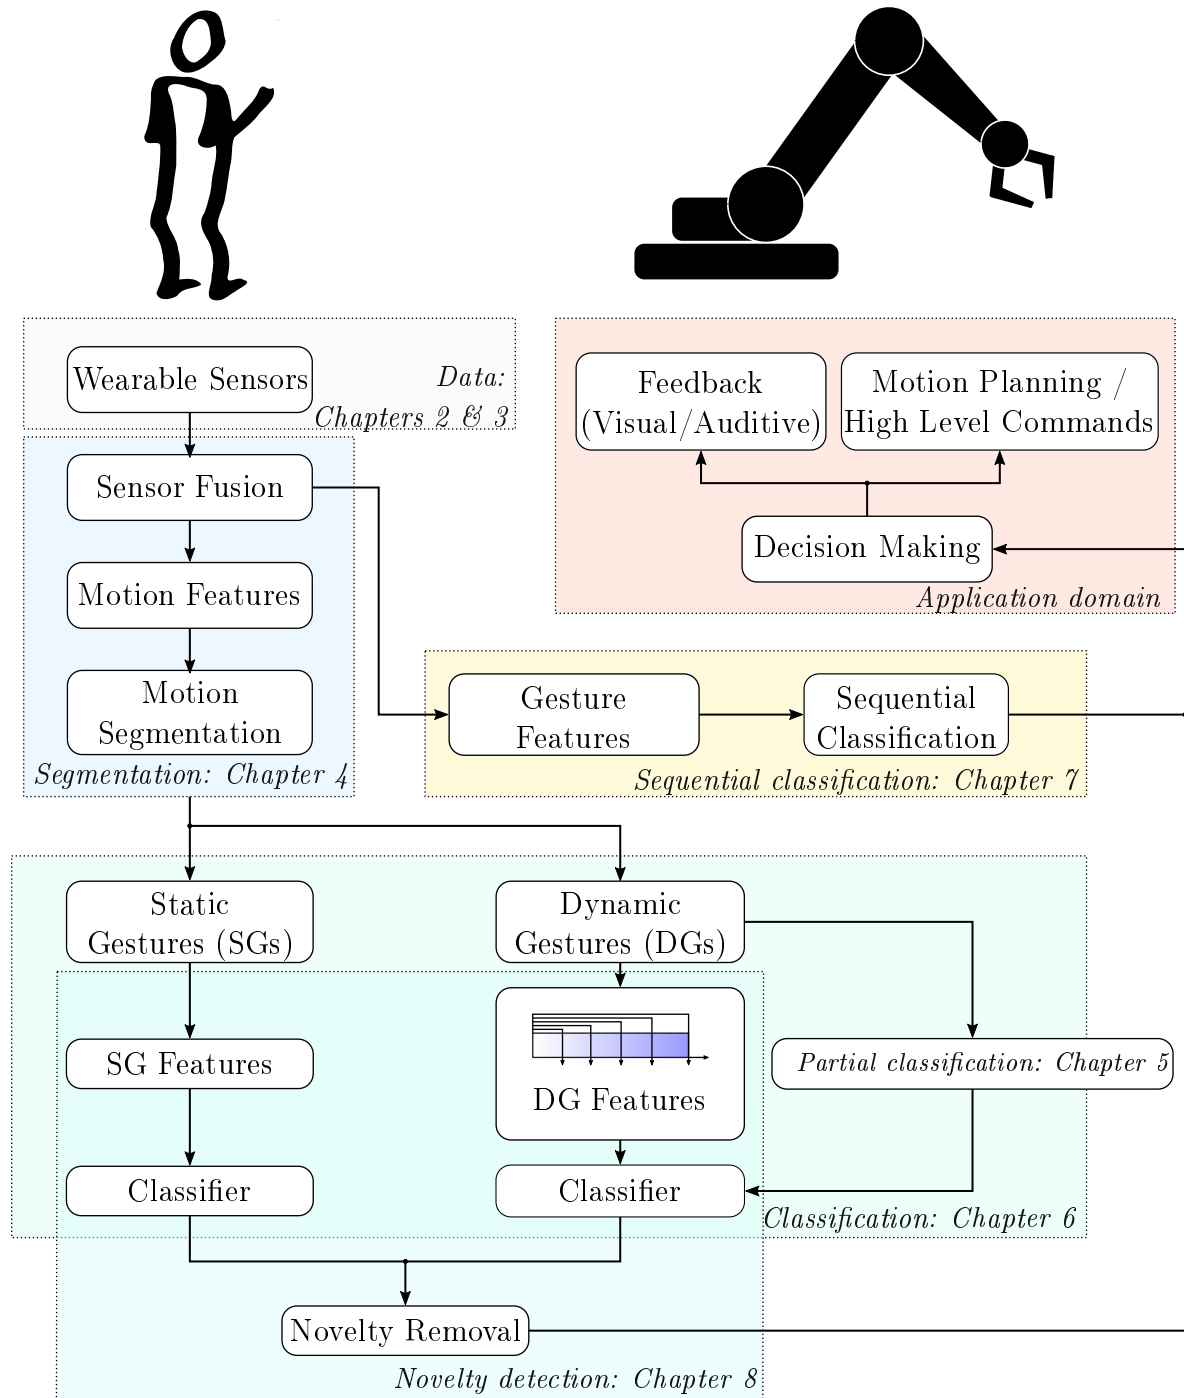 Wearable Sensors
Data:
Chapters 2 & 3
Feedback
(Visual/Auditive)
Motion Planning /
High Level Commands
Sensor Fusion
Decision Making
Application domain
Motion Features
Motion
Segmentation
Segmentation: Chapter 4
Gesture
Features
Sequential
Classification
Sequential classification: Chapter 7
Static
Gestures (SGs)
Dynamic
Gestures (DGs)
SG Features
DG Features
Partial classification: Chapter 5
Classifier
Classifier
Classification: Chapter 6
Novelty Removal
Novelty detection: Chapter 8